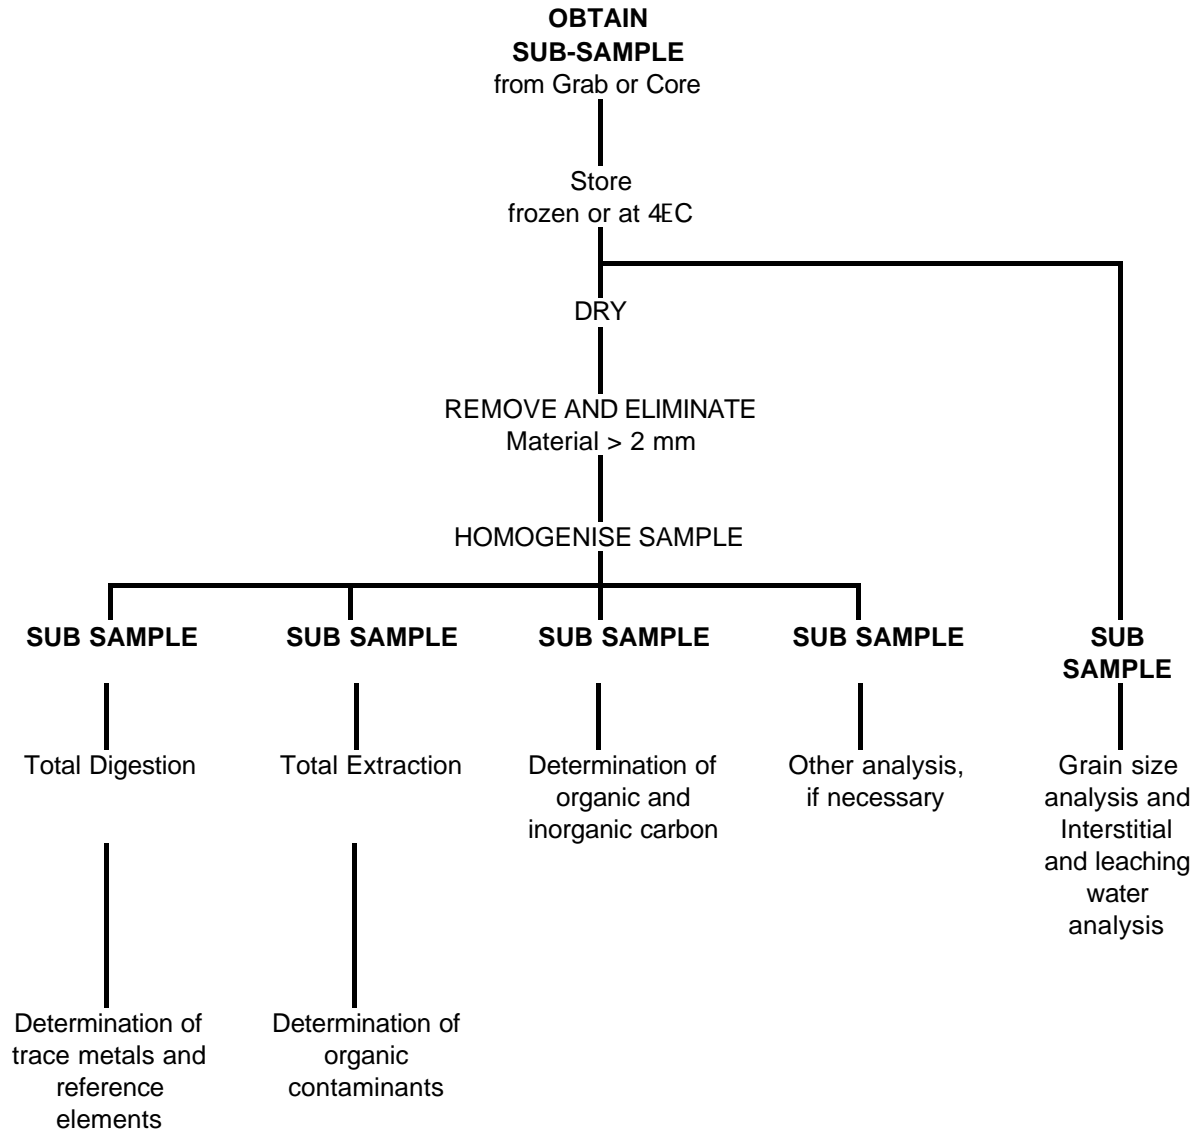 OBTAIN
SUB-SAMPLE
from Grab or Core
Store
frozen or at 4ÉC
DRY
REMOVE AND ELIMINATE
Material > 2 mm
HOMOGENISE SAMPLE
SUB SAMPLE
Total Digestion
Determination of
trace metals and
reference
elements
SUB SAMPLE
Total Extraction
Determination of
organic
contaminants
SUB SAMPLE
Determination of
organic and
inorganic carbon
SUB SAMPLE
Other analysis,
if necessary
SUB
SAMPLE
Grain size
analysis and
Interstitial
and leaching
water
analysis